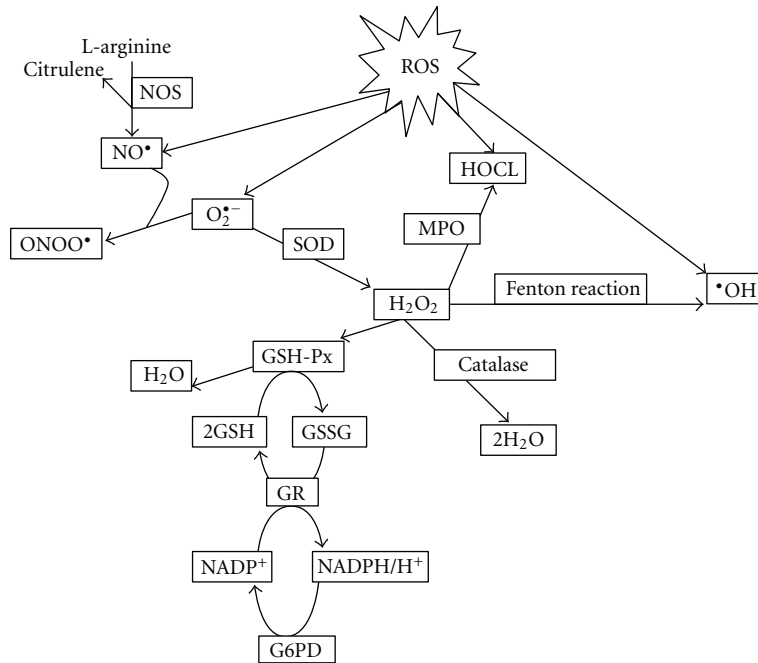 L-arginine
Citrulene
NOS
ROS
NO•
HOCL
O₂•−
MPO
ONOO•
SOD
H₂O₂
Fenton reaction
•OH
GSH-Px
H₂O
Catalase
2GSH
GSSG
2H₂O
GR
NADP⁺
NADPH/H⁺
G6PD